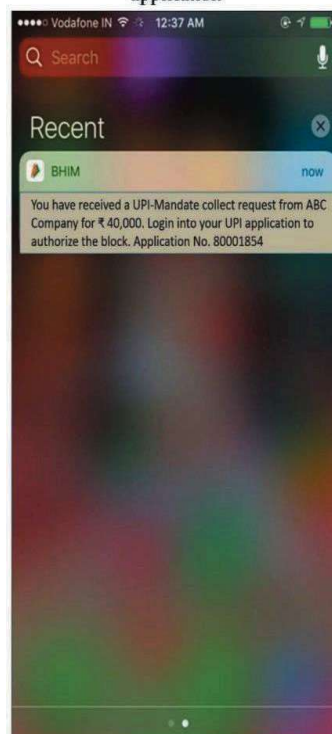 application
Vodafone IN 12:37 AM
Search
Recent
BHIM now
You have received a UPI-Mandate collect request from ABC
Company for ₹ 40,000. Login into your UPI application to
authorize the block. Application No. 80001854